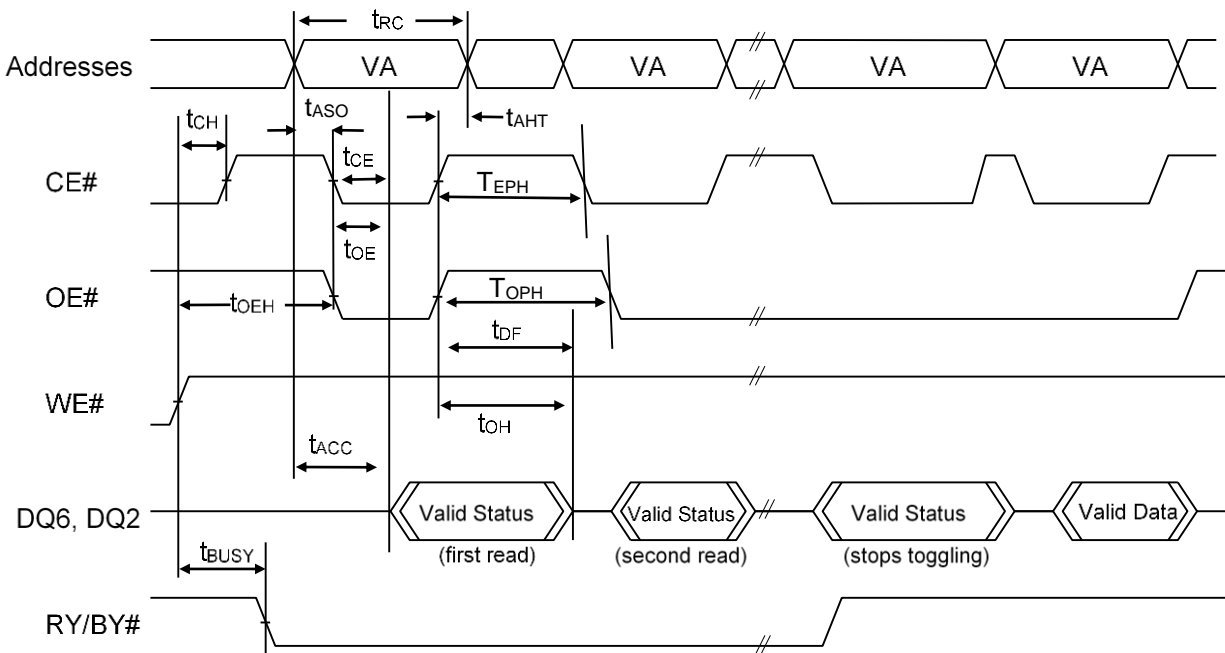 tRC
Addresses VA VA VA VA
tCH tASO tAHT
CE# tCE TEPH
tOE
OE# tOEH TOPH
tDF
WE# tOH
tACC
DQ6, DQ2 Valid Status Valid Status Valid Status Valid Data
(first read) (second read) (stops toggling)
tBUSY
RY/BY#